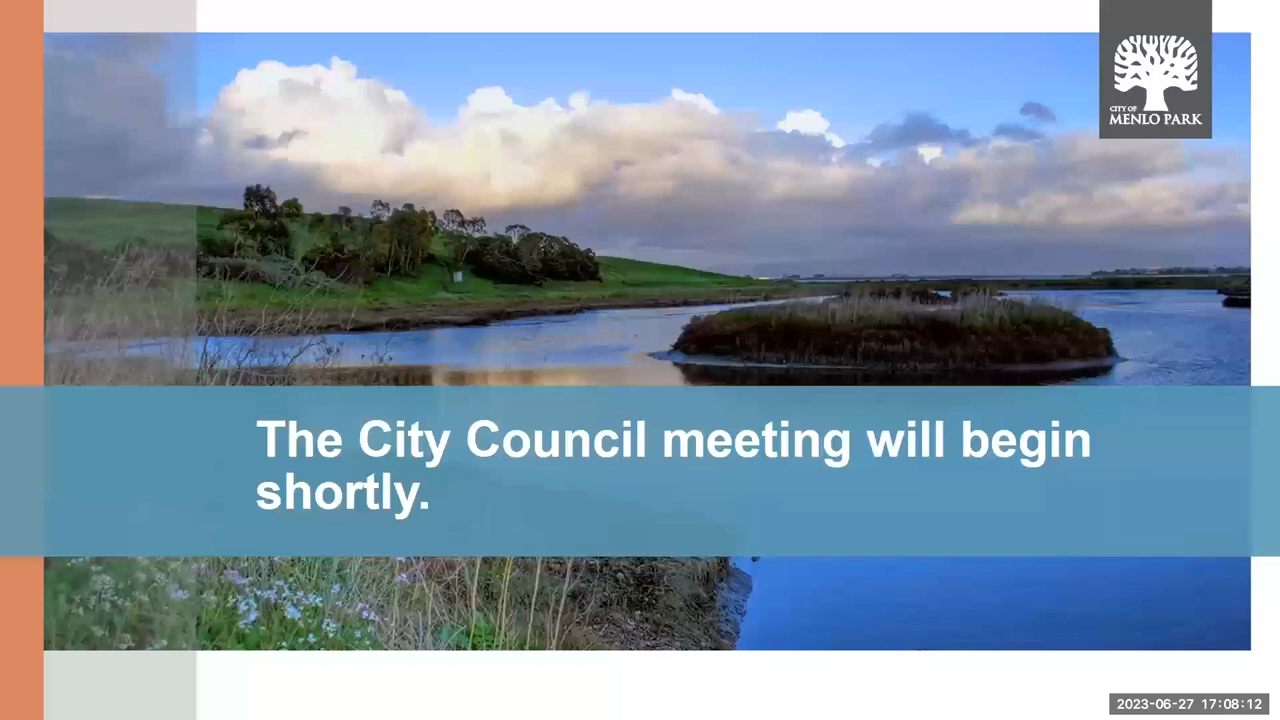 CITY OF
MENLO PARK
The City Council meeting will begin
shortly.
2023-06-27 17:08:12